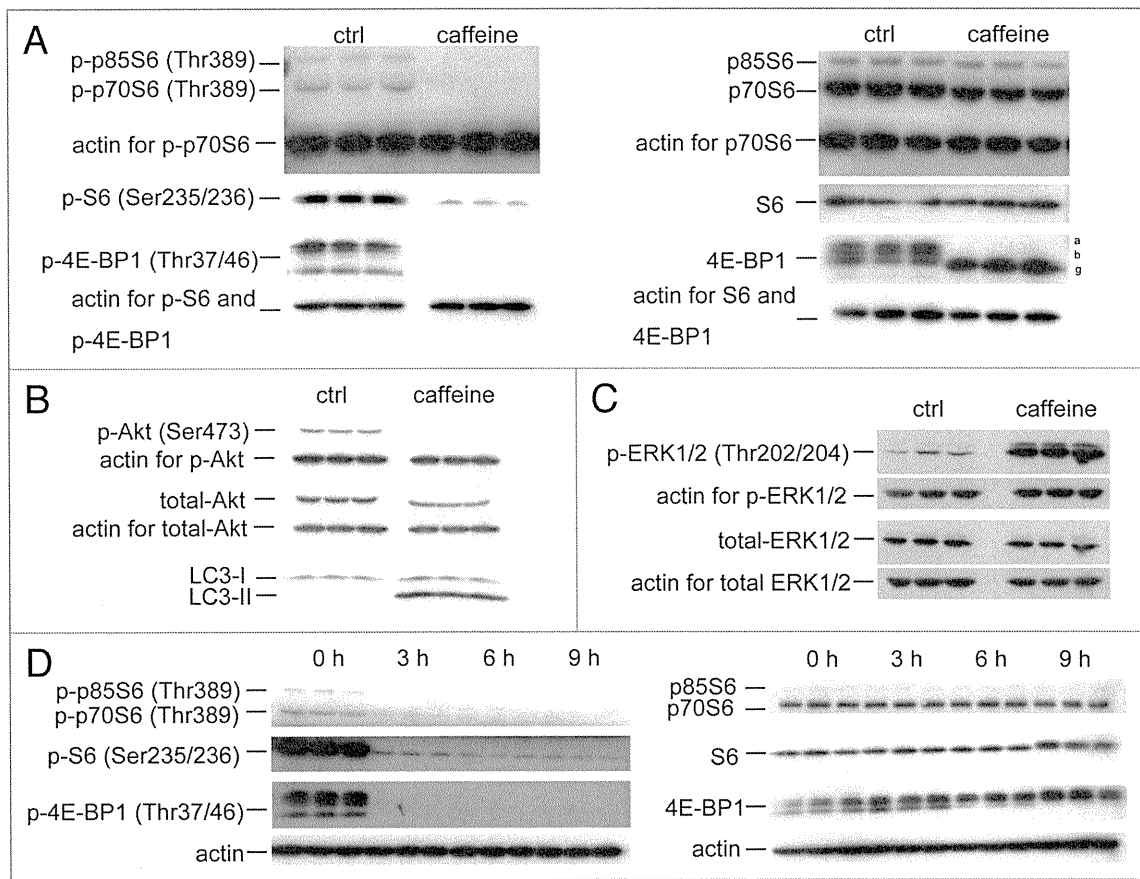 A
ctrl caffeine
p-p85S6 (Thr389)
p-p70S6 (Thr389)
actin for p-p70S6
p-S6 (Ser235/236)
p-4E-BP1 (Thr37/46)
actin for p-S6 and
p-4E-BP1
ctrl caffeine
p85S6
p70S6
actin for p70S6
S6
4E-BP1
a
b
g
actin for S6 and
4E-BP1
B
ctrl caffeine
p-Akt (Ser473)
actin for p-Akt
total-Akt
actin for total-Akt
LC3-I
LC3-II
C
ctrl caffeine
p-ERK1/2 (Thr202/204)
actin for p-ERK1/2
total-ERK1/2
actin for total ERK1/2
D
0 h 3 h 6 h 9 h
p-p85S6 (Thr389)
p-p70S6 (Thr389)
p-S6 (Ser235/236)
p-4E-BP1 (Thr37/46)
actin
0 h 3 h 6 h 9 h
p85S6
p70S6
S6
4E-BP1
actin